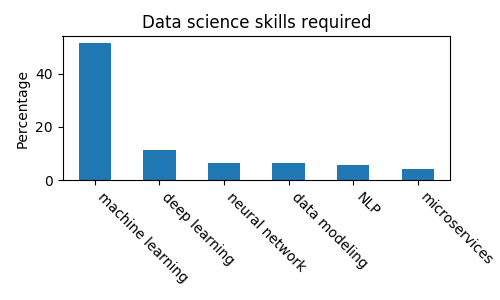 Data science skills required
Percentage
40
20
0
machine learning
deep learning
neural network
data modeling
NLP
microservices